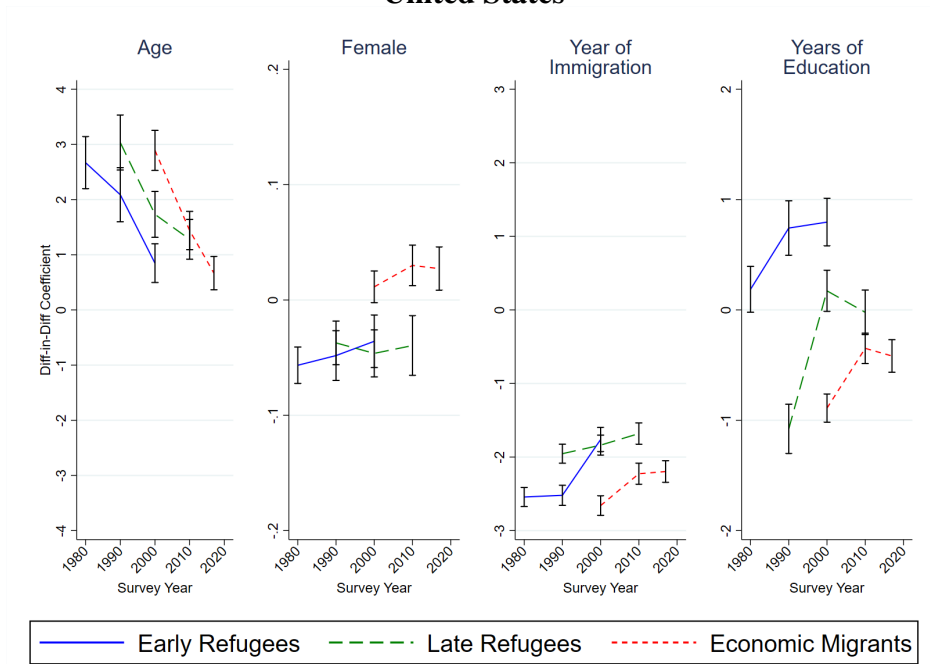 United States
Age
Female
Year of
Immigration
Years of
Education
Diff-in-Diff Coefficient
4
3
2
1
0
-1
-2
-3
-4
.2
.1
0
-.1
-.2
3
2
1
0
-1
-2
-3
2
1
0
-1
-2
1980 1990 2000 2010 2020
1980 1990 2000 2010 2020
1980 1990 2000 2010 2020
1980 1990 2000 2010 2020
Survey Year
Survey Year
Survey Year
Survey Year
Early Refugees
Late Refugees
Economic Migrants